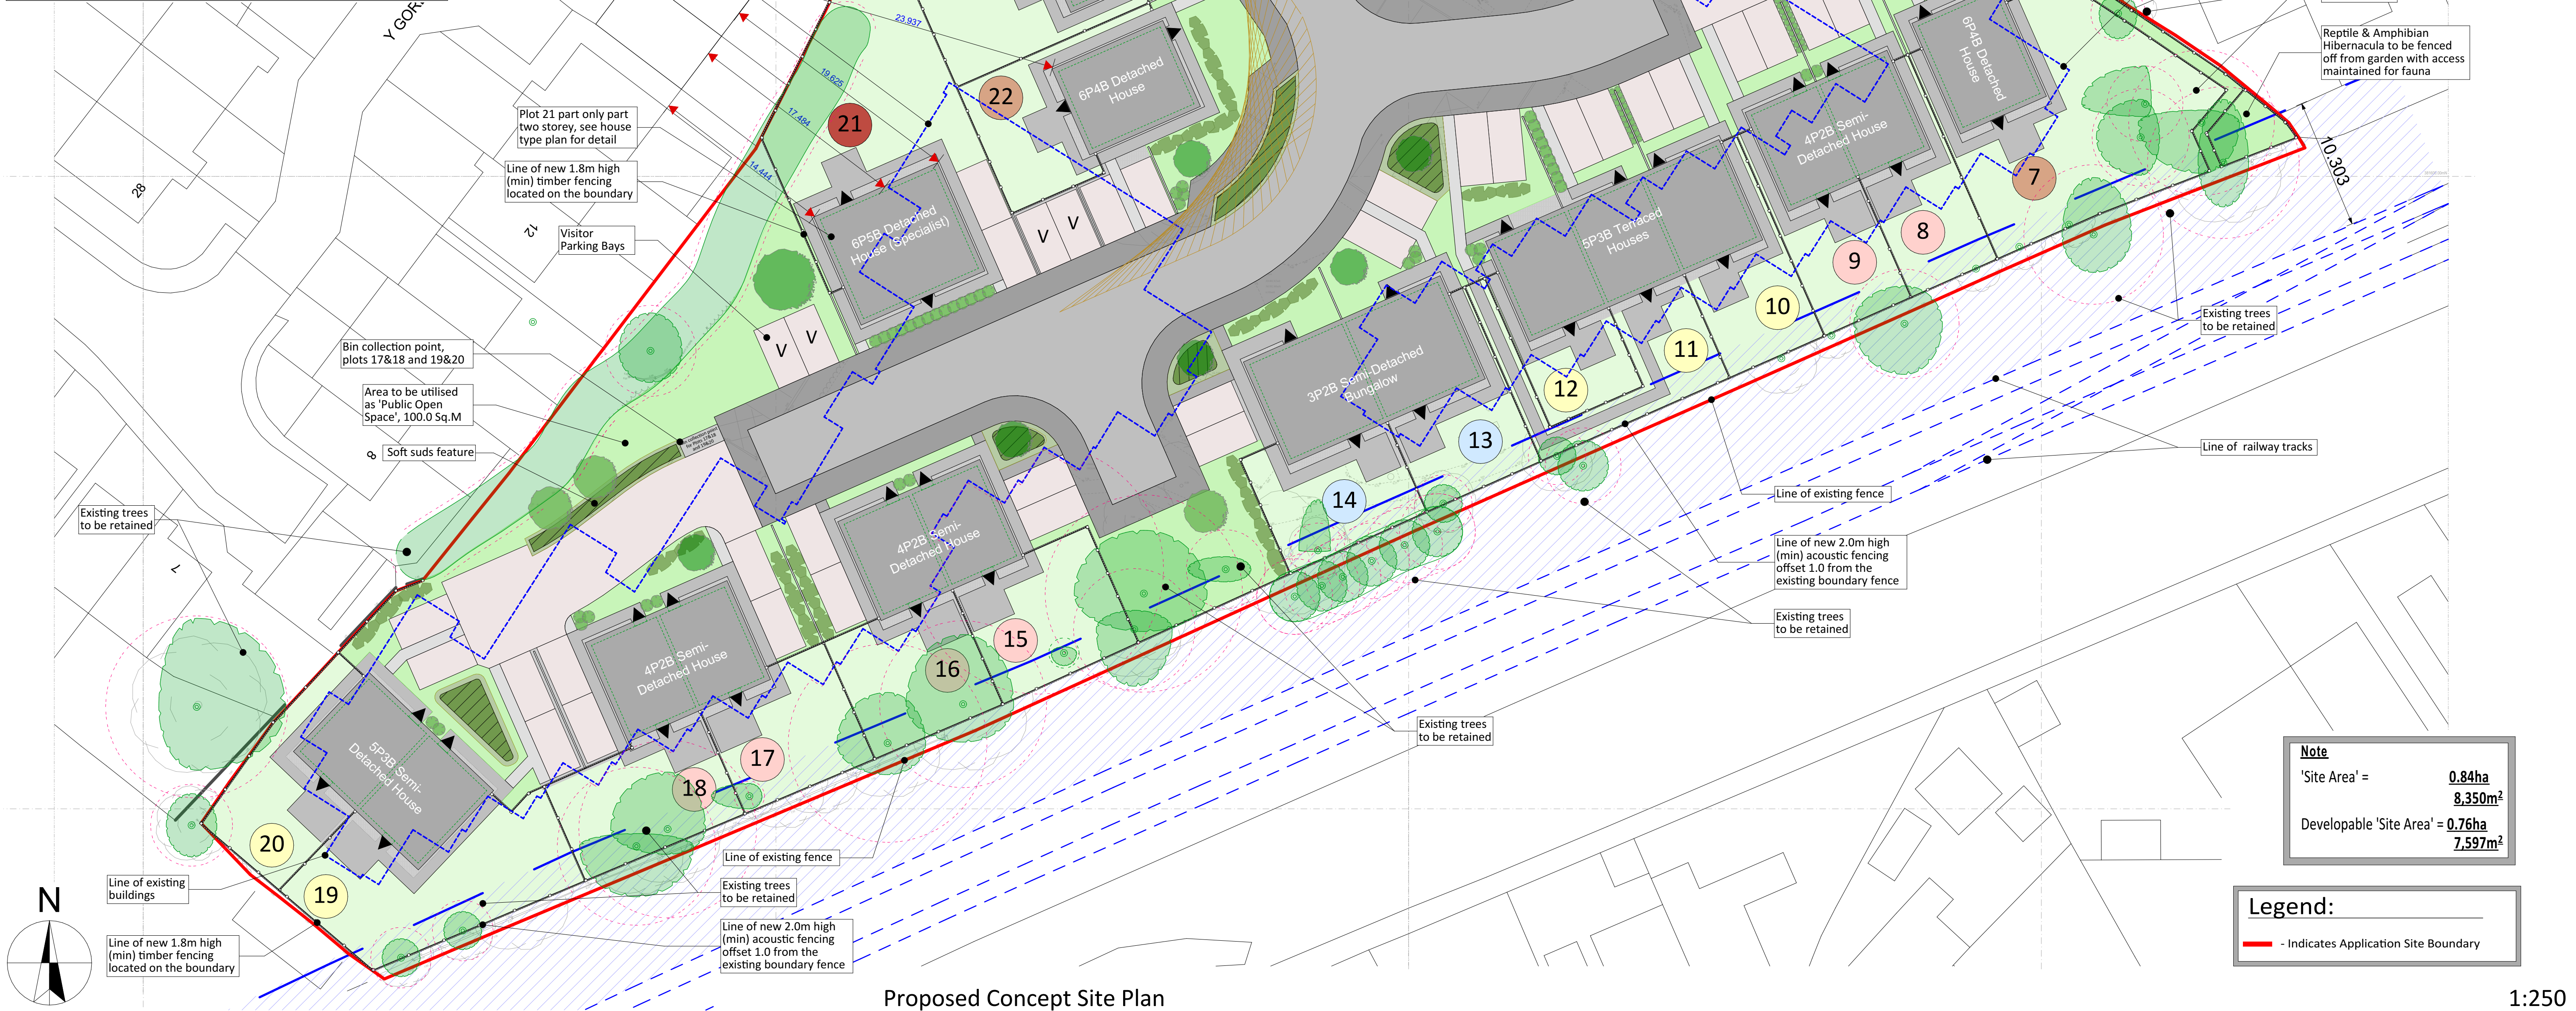 Y GORS
23.937
19.625
17.484
14.444
Reptile & Amphibian
Hibernacula to be fenced
off from garden with access
maintained for fauna
10.303
Plot 21 part only part
two storey, see house
type plan for detail
Line of new 1.8m high
(min) timber fencing
located on the boundary
Visitor
Parking Bays
Bin collection point,
plots 17&18 and 19&20
Area to be utilised
as 'Public Open
Space', 100.0 Sq.M
Soft suds feature
Existing trees
to be retained
28
12
8
7
21
22
6P4B Detached
House
6P5B Detached
House (Specialist)
V
V
V
V
Bin collection point
for Plots 17&18
and 19&20
6P4B Detached
House
4P2B Semi-
Detached House
5P3B Terraced
Houses
3P2B Semi-Detached
Bungalow
4P2B Semi-
Detached House
4P2B Semi-
Detached House
5P3B Semi-
Detached House
7
8
9
10
11
12
13
14
15
16
17
18
19
20
Existing trees
to be retained
Line of railway tracks
Line of existing fence
Line of new 2.0m high
(min) acoustic fencing
offset 1.0 from the
existing boundary fence
Existing trees
to be retained
Existing trees
to be retained
Line of existing fence
Existing trees
to be retained
Line of new 2.0m high
(min) acoustic fencing
offset 1.0 from the
existing boundary fence
Line of existing
buildings
Line of new 1.8m high
(min) timber fencing
located on the boundary
N
Note
'Site Area' = 0.84ha
8,350m²
Developable 'Site Area' = 0.76ha
7,597m²
Legend:
- Indicates Application Site Boundary
Proposed Concept Site Plan
1:250